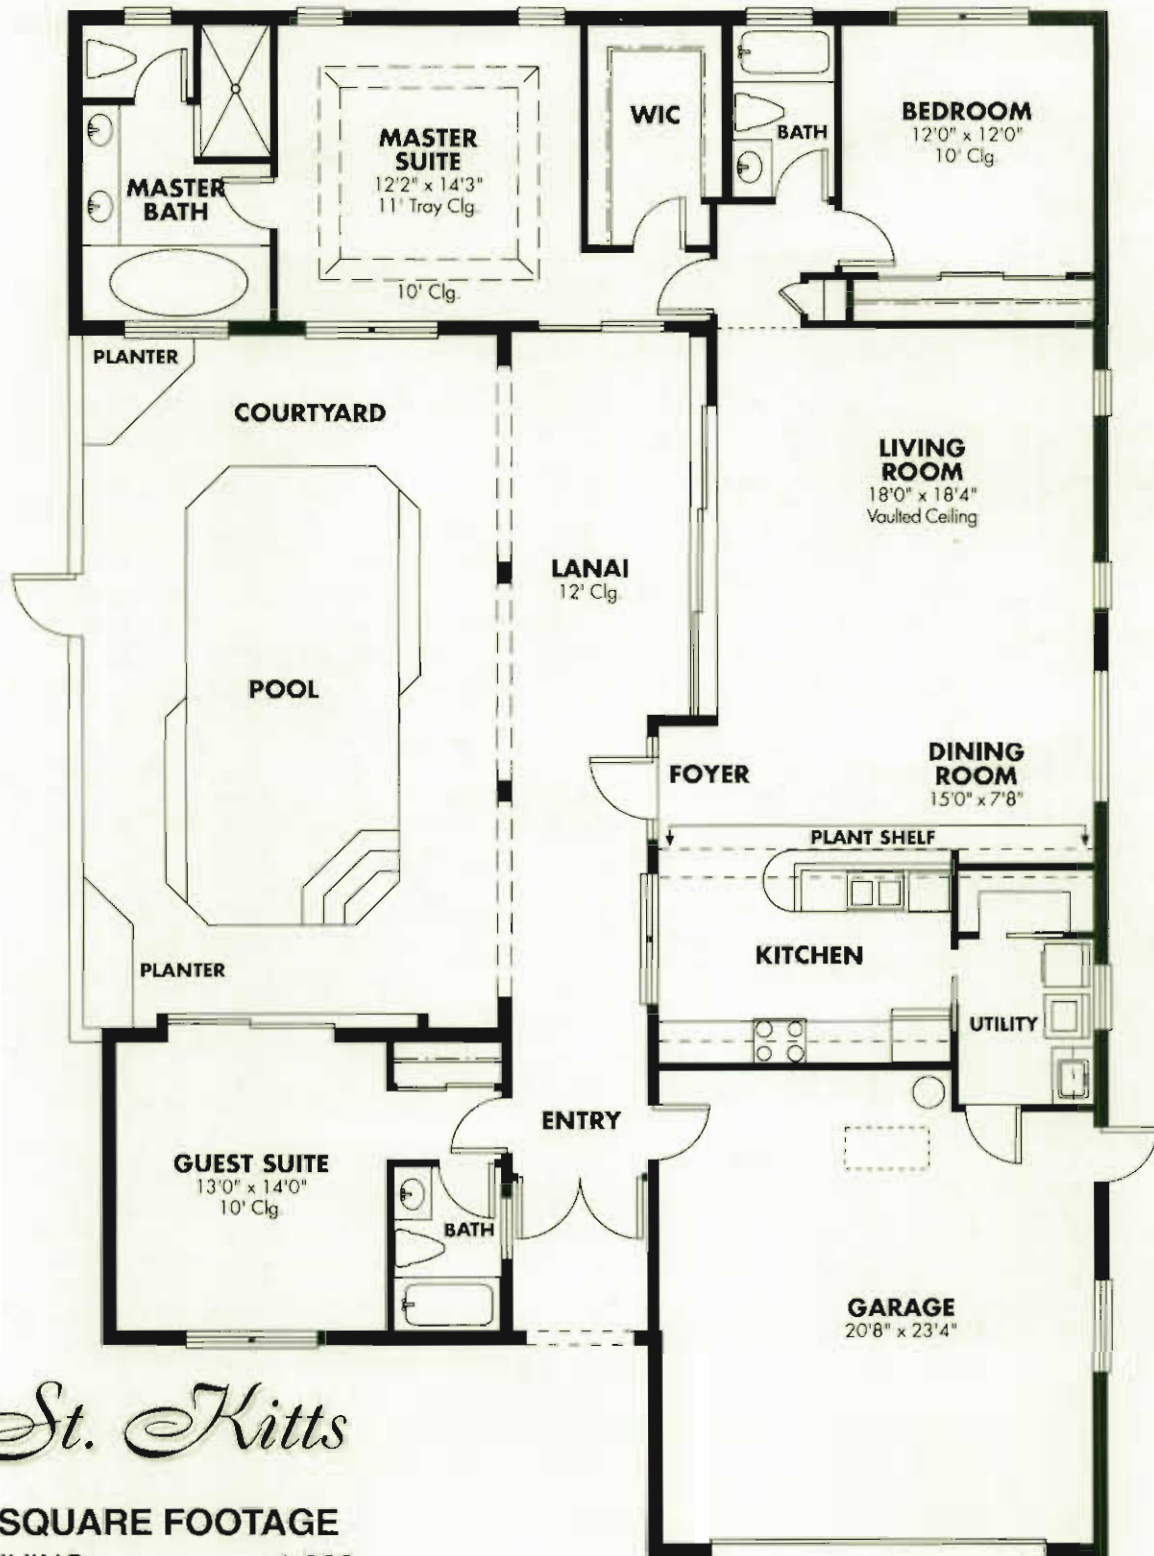 MASTER
SUITE
12'2" x 14'3"
11' Tray Clg.
10' Clg.
WIC
BATH
BEDROOM
12'0" x 12'0"
10' Clg.
MASTER
BATH
PLANTER
COURTYARD
LIVING
ROOM
18'0" x 18'4"
Vaulted Ceiling
LANAI
12' Clg.
POOL
FOYER
DINING
ROOM
15'0" x 7'8"
PLANT SHELF
KITCHEN
PLANTER
UTILITY
ENTRY
GUEST SUITE
13'0" x 14'0"
10' Clg.
BATH
GARAGE
20'8" x 23'4"
St. Kitts
SQUARE FOOTAGE